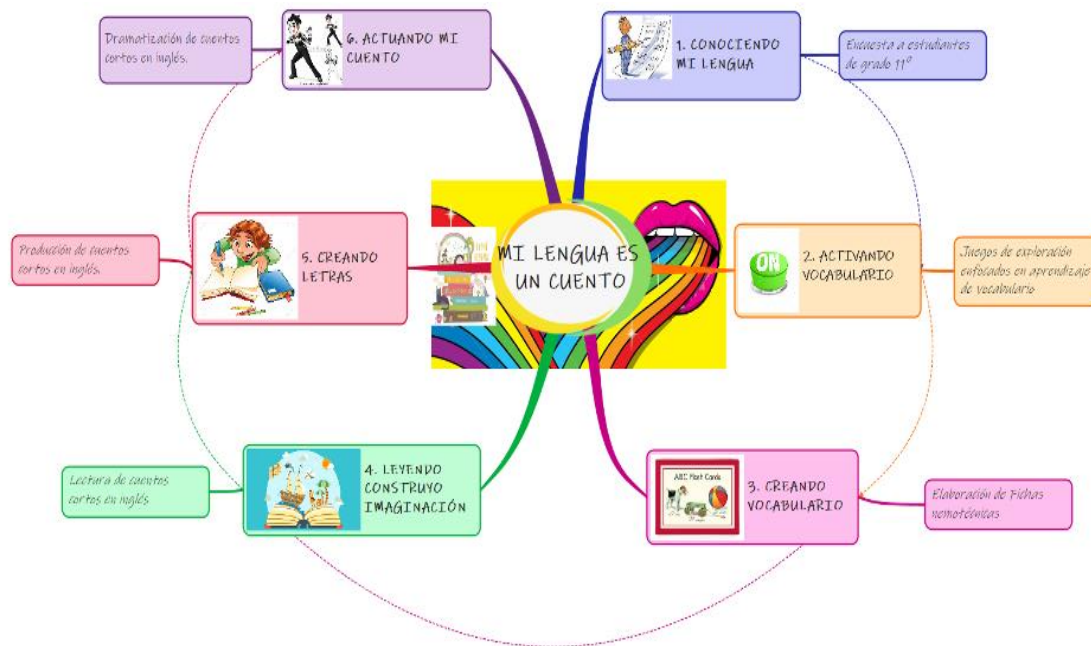 MI LENGUA ES
UN CUENTO
1. CONOCIENDO
MI LENGUA
Encuesta a estudiantes
de grado 11º
ON
2. ACTIVANDO
VOCABULARIO
Juegos de exploración
enfocados en aprendizaje
de vocabulario
ABC Flash Cards
3. CREANDO
VOCABULARIO
Elaboración de Fichas
nemotécnicas
4. LEYENDO
CONSTRUYO
IMAGINACIÓN
Lectura de cuentos
cortos en inglés
5. CREANDO
LETRAS
Producción de cuentos
cortos en inglés.
6. ACTUANDO MI
CUENTO
Dramatización de cuentos
cortos en inglés.